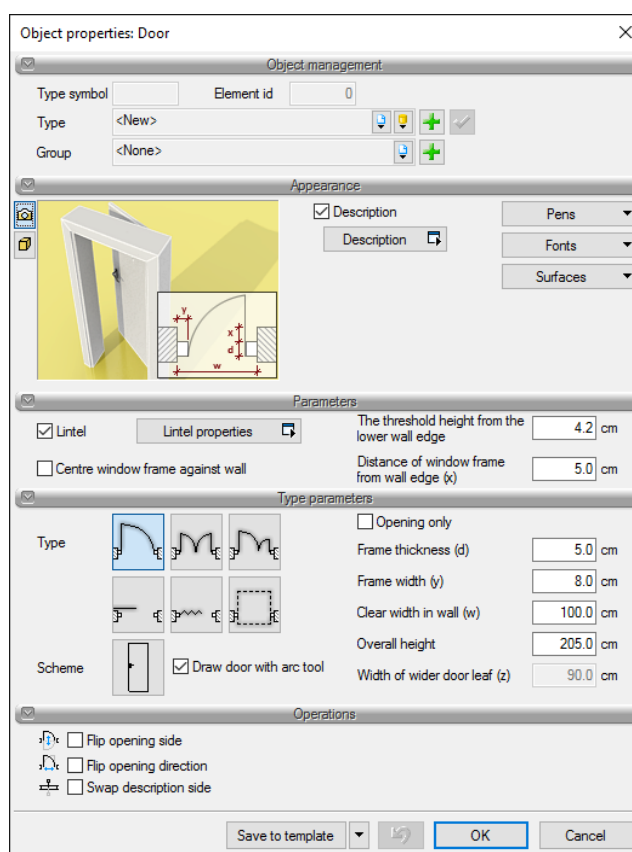 Object properties: Door
Object management
Type symbol
Element id 0
Type <New>
Group <None>
Appearance
Description
Description
Pens
Fonts
Surfaces
y
x
d
w
Parameters
Lintel
Lintel properties
The threshold height from the
lower wall edge
4.2 cm
Centre window frame against wall
Distance of window frame
from wall edge (x)
5.0 cm
Type parameters
Type
Opening only
Frame thickness (d) 5.0 cm
Frame width (y) 8.0 cm
Clear width in wall (w) 100.0 cm
Overall height 205.0 cm
Scheme
Draw door with arc tool
Width of wider door leaf (z) 90.0 cm
Operations
Flip opening side
Flip opening direction
Swap description side
Save to template
OK
Cancel